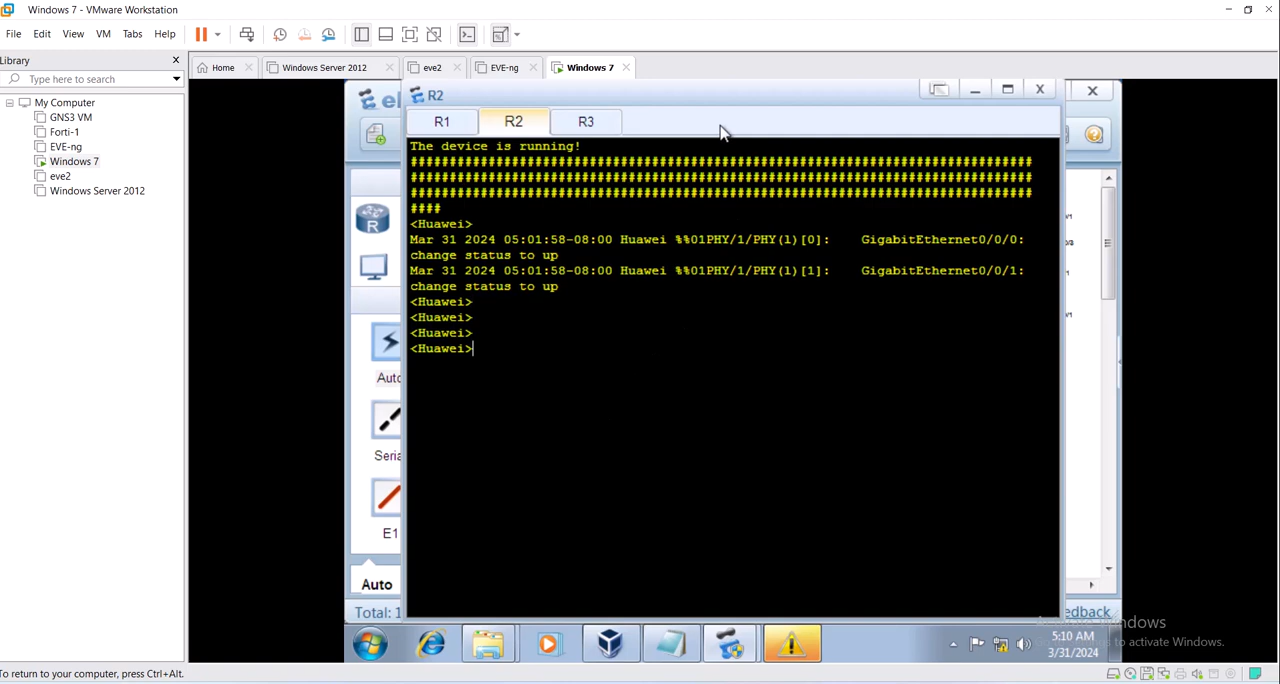 Windows 7 - VMware Workstation
File Edit View VM Tabs Help
Library
Type here to search
Home
Windows Server 2012
eve2
EVE-ng
Windows 7
My Computer
GNS3 VM
Forti-1
EVE-ng
Windows 7
eve2
Windows Server 2012
R2
R1
R2
R3
The device is running!
################################################################################
################################################################################
################################################################################
####
<Huawei>
Mar 31 2024 05:01:58-08:00 Huawei %%01PHY/1/PHY(l)[0]:    GigabitEthernet0/0/0:
change status to up
Mar 31 2024 05:01:58-08:00 Huawei %%01PHY/1/PHY(l)[1]:    GigabitEthernet0/0/1:
change status to up
<Huawei>
<Huawei>
<Huawei>
<Huawei>
E1
Auto
Total: 1
5:10 AM
3/31/2024
To return to your computer, press Ctrl+Alt.